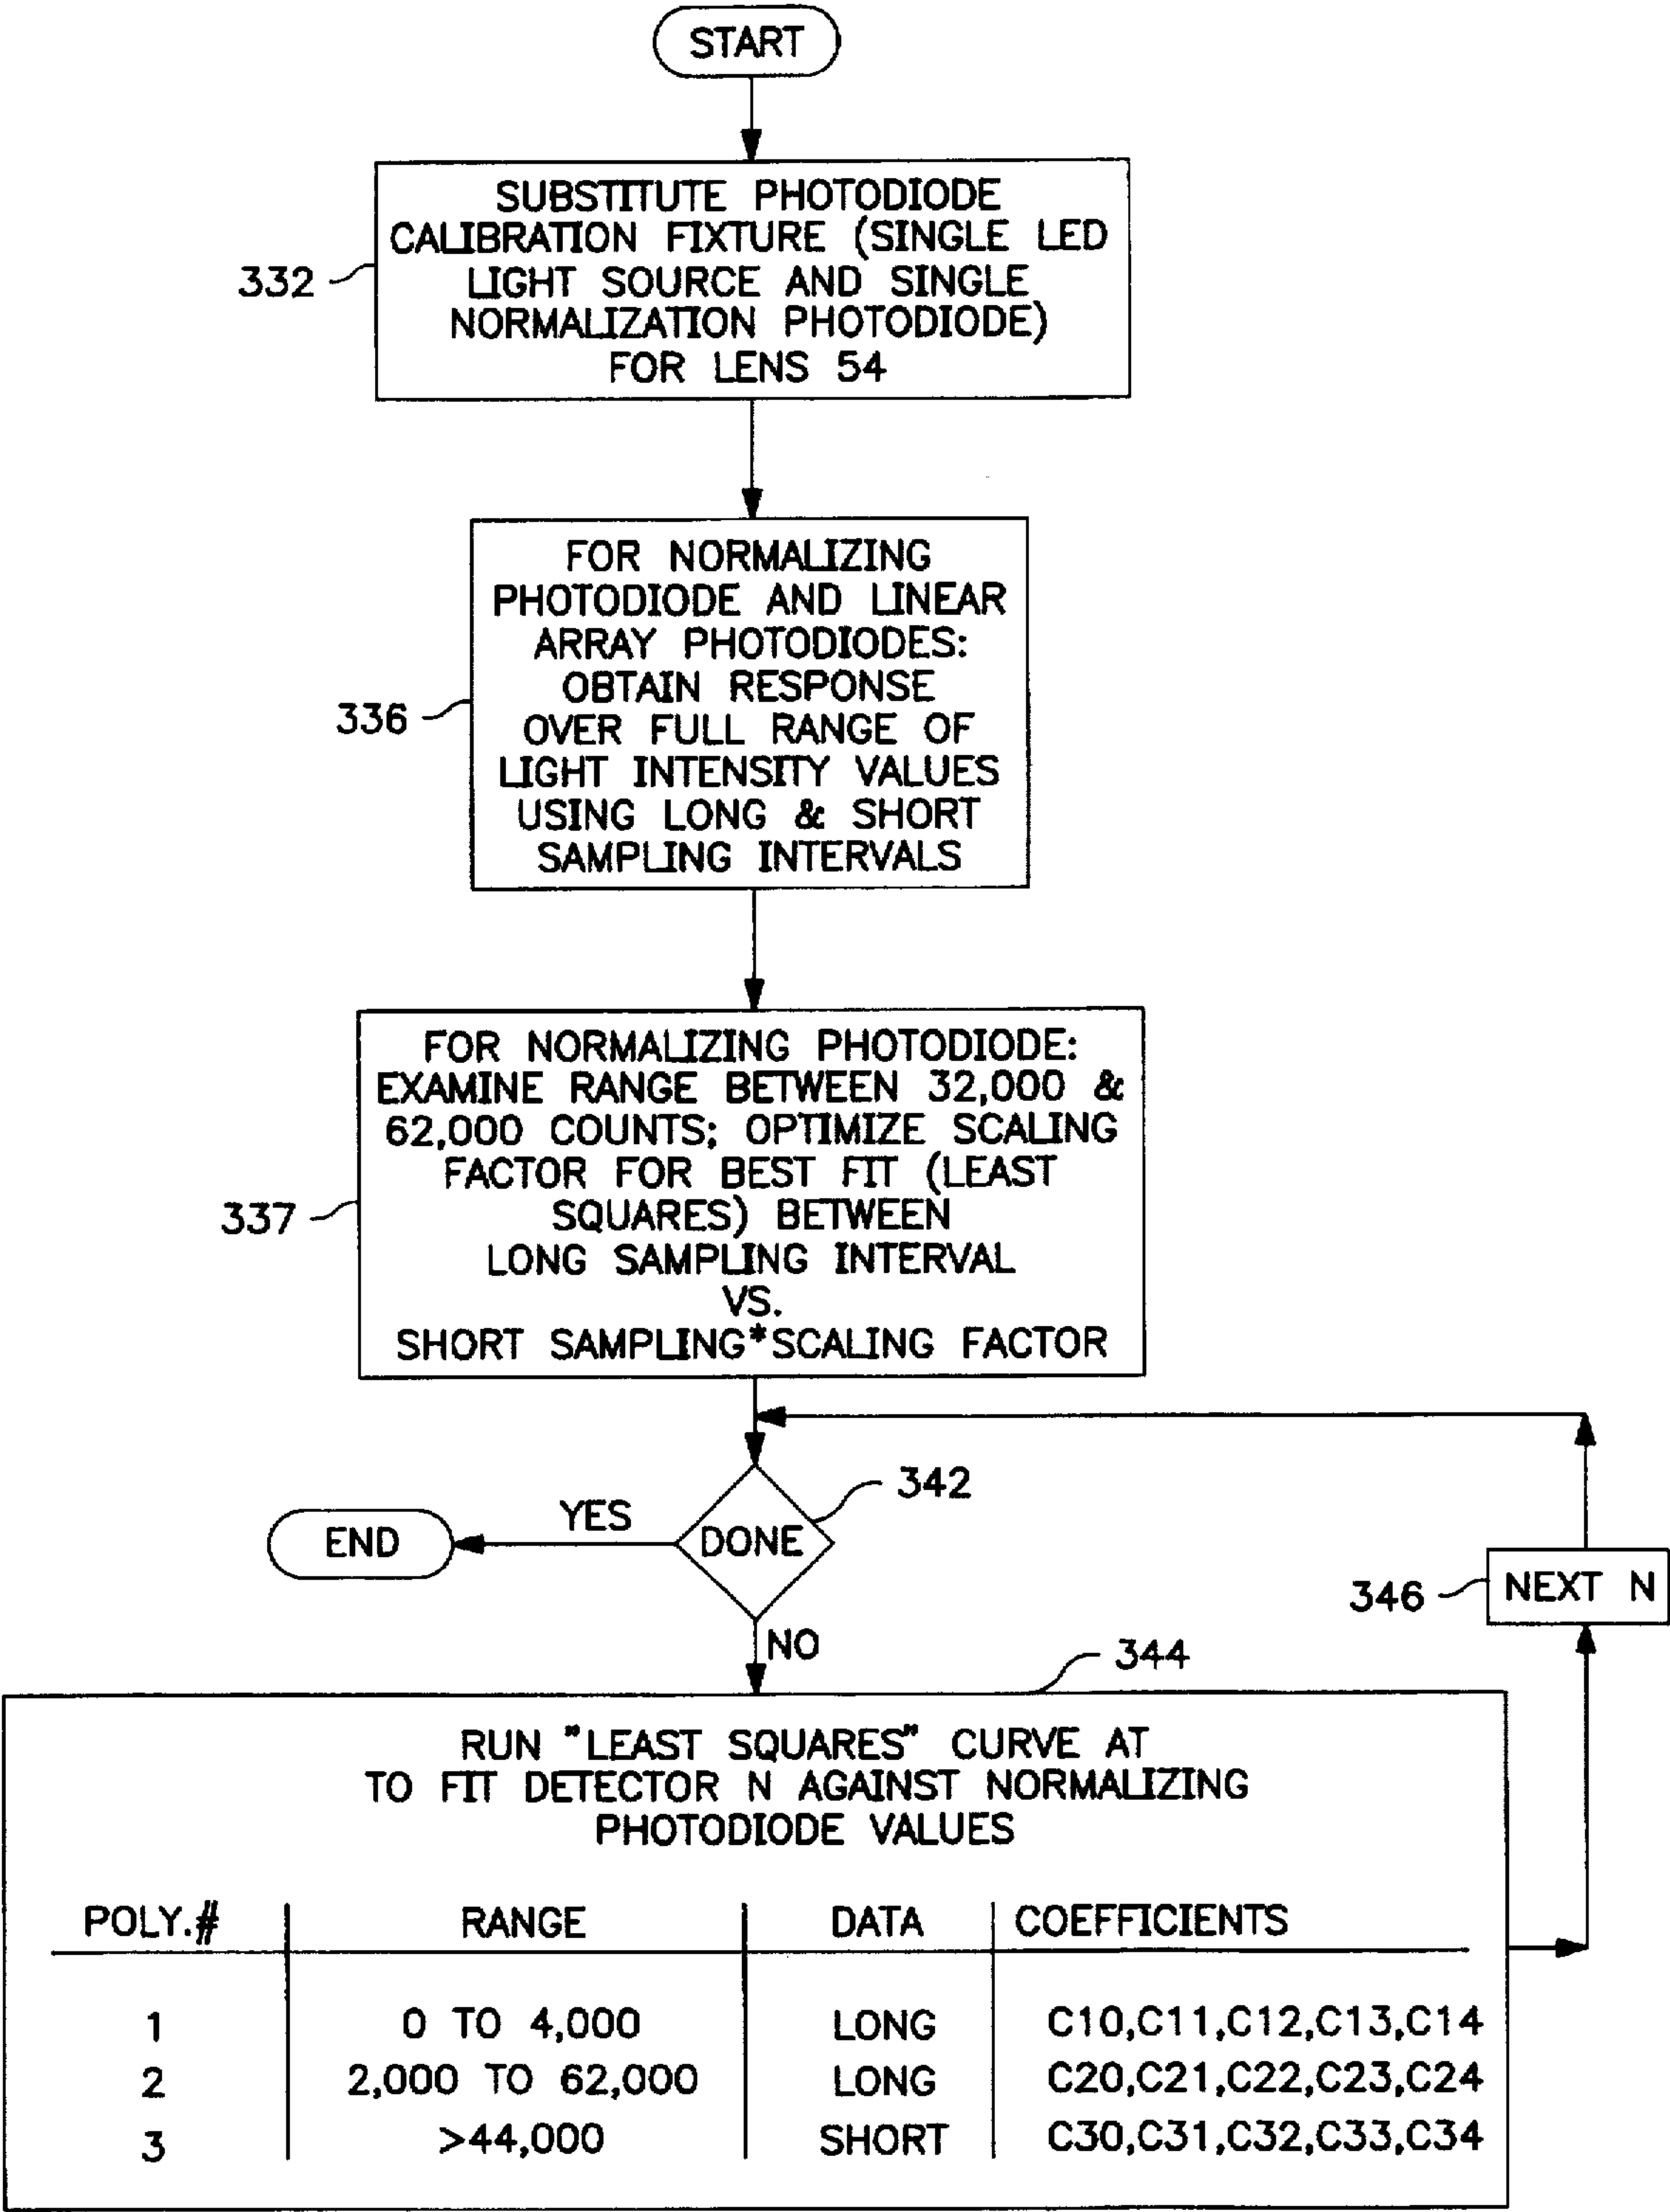 START
SUBSTITUTE PHOTODIODE
CALIBRATION FIXTURE (SINGLE LED
LIGHT SOURCE AND SINGLE
NORMALIZATION PHOTODIODE)
FOR LENS 54
332
FOR NORMALIZING
PHOTODIODE AND LINEAR
ARRAY PHOTODIODES:
OBTAIN RESPONSE
OVER FULL RANGE OF
LIGHT INTENSITY VALUES
USING LONG & SHORT
SAMPLING INTERVALS
336
FOR NORMALIZING PHOTODIODE:
EXAMINE RANGE BETWEEN 32,000 &
62,000 COUNTS; OPTIMIZE SCALING
FACTOR FOR BEST FIT (LEAST
SQUARES) BETWEEN
LONG SAMPLING INTERVAL
VS.
SHORT SAMPLING*SCALING FACTOR
337
342
DONE
YES
END
NO
346
NEXT N
344
RUN "LEAST SQUARES" CURVE AT
TO FIT DETECTOR N AGAINST NORMALIZING
PHOTODIODE VALUES
POLY.# RANGE DATA COEFFICIENTS
1 0 TO 4,000 LONG C10,C11,C12,C13,C14
2 2,000 TO 62,000 LONG C20,C21,C22,C23,C24
3 >44,000 SHORT C30,C31,C32,C33,C34